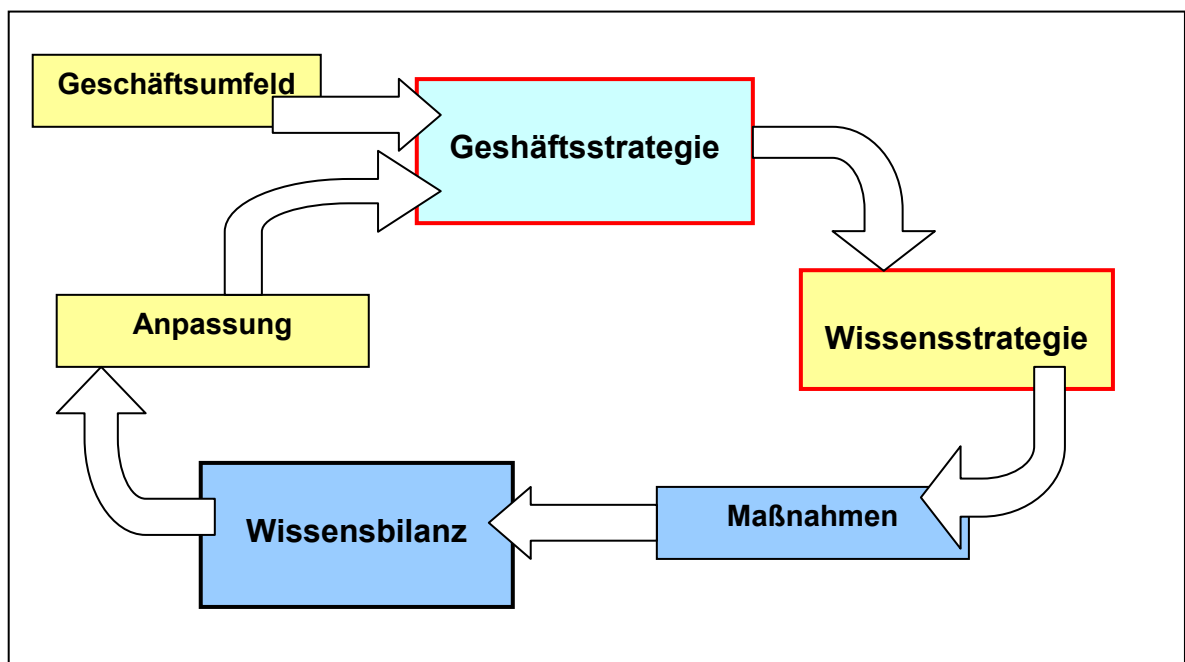 Geschäftsumfeld
Geshäftsstrategie
Anpassung
Wissensstrategie
Wissensbilanz
Maßnahmen